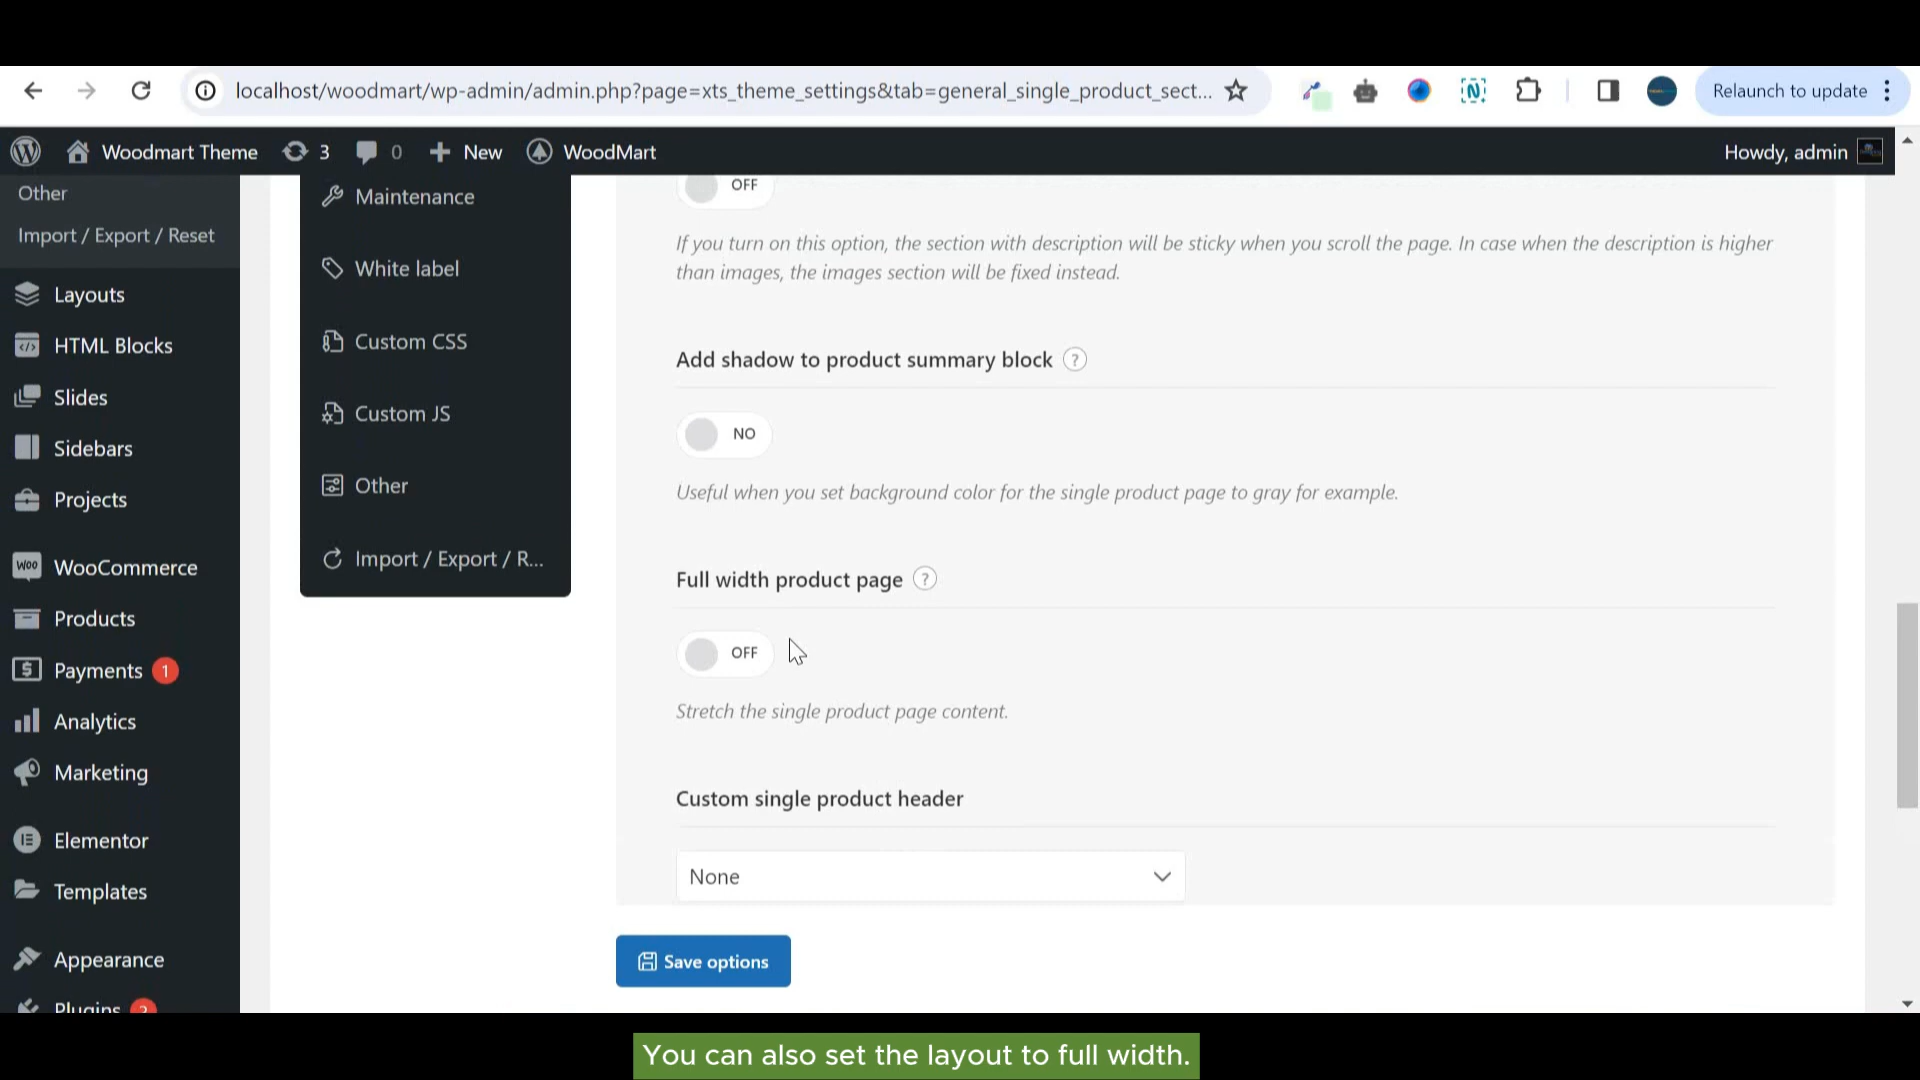 localhost/woodmart/wp-admin/admin.php?page=xts_theme_settings&tab=general_single_product_sect...
Relaunch to update
Woodmart Theme
3
0
New
WoodMart
Howdy, admin
Other
Import / Export / Reset
Layouts
HTML Blocks
Slides
Sidebars
Projects
WooCommerce
Products
Payments 1
Analytics
Marketing
Elementor
Templates
Appearance
Plugins 2
Maintenance
White label
Custom CSS
Custom JS
Other
Import / Export / R...
OFF
If you turn on this option, the section with description will be sticky when you scroll the page. In case when the description is higher
than images, the images section will be fixed instead.
Add shadow to product summary block ?
NO
Useful when you set background color for the single product page to gray for example.
Full width product page ?
OFF
Stretch the single product page content.
Custom single product header
None
Save options
You can also set the layout to full width.